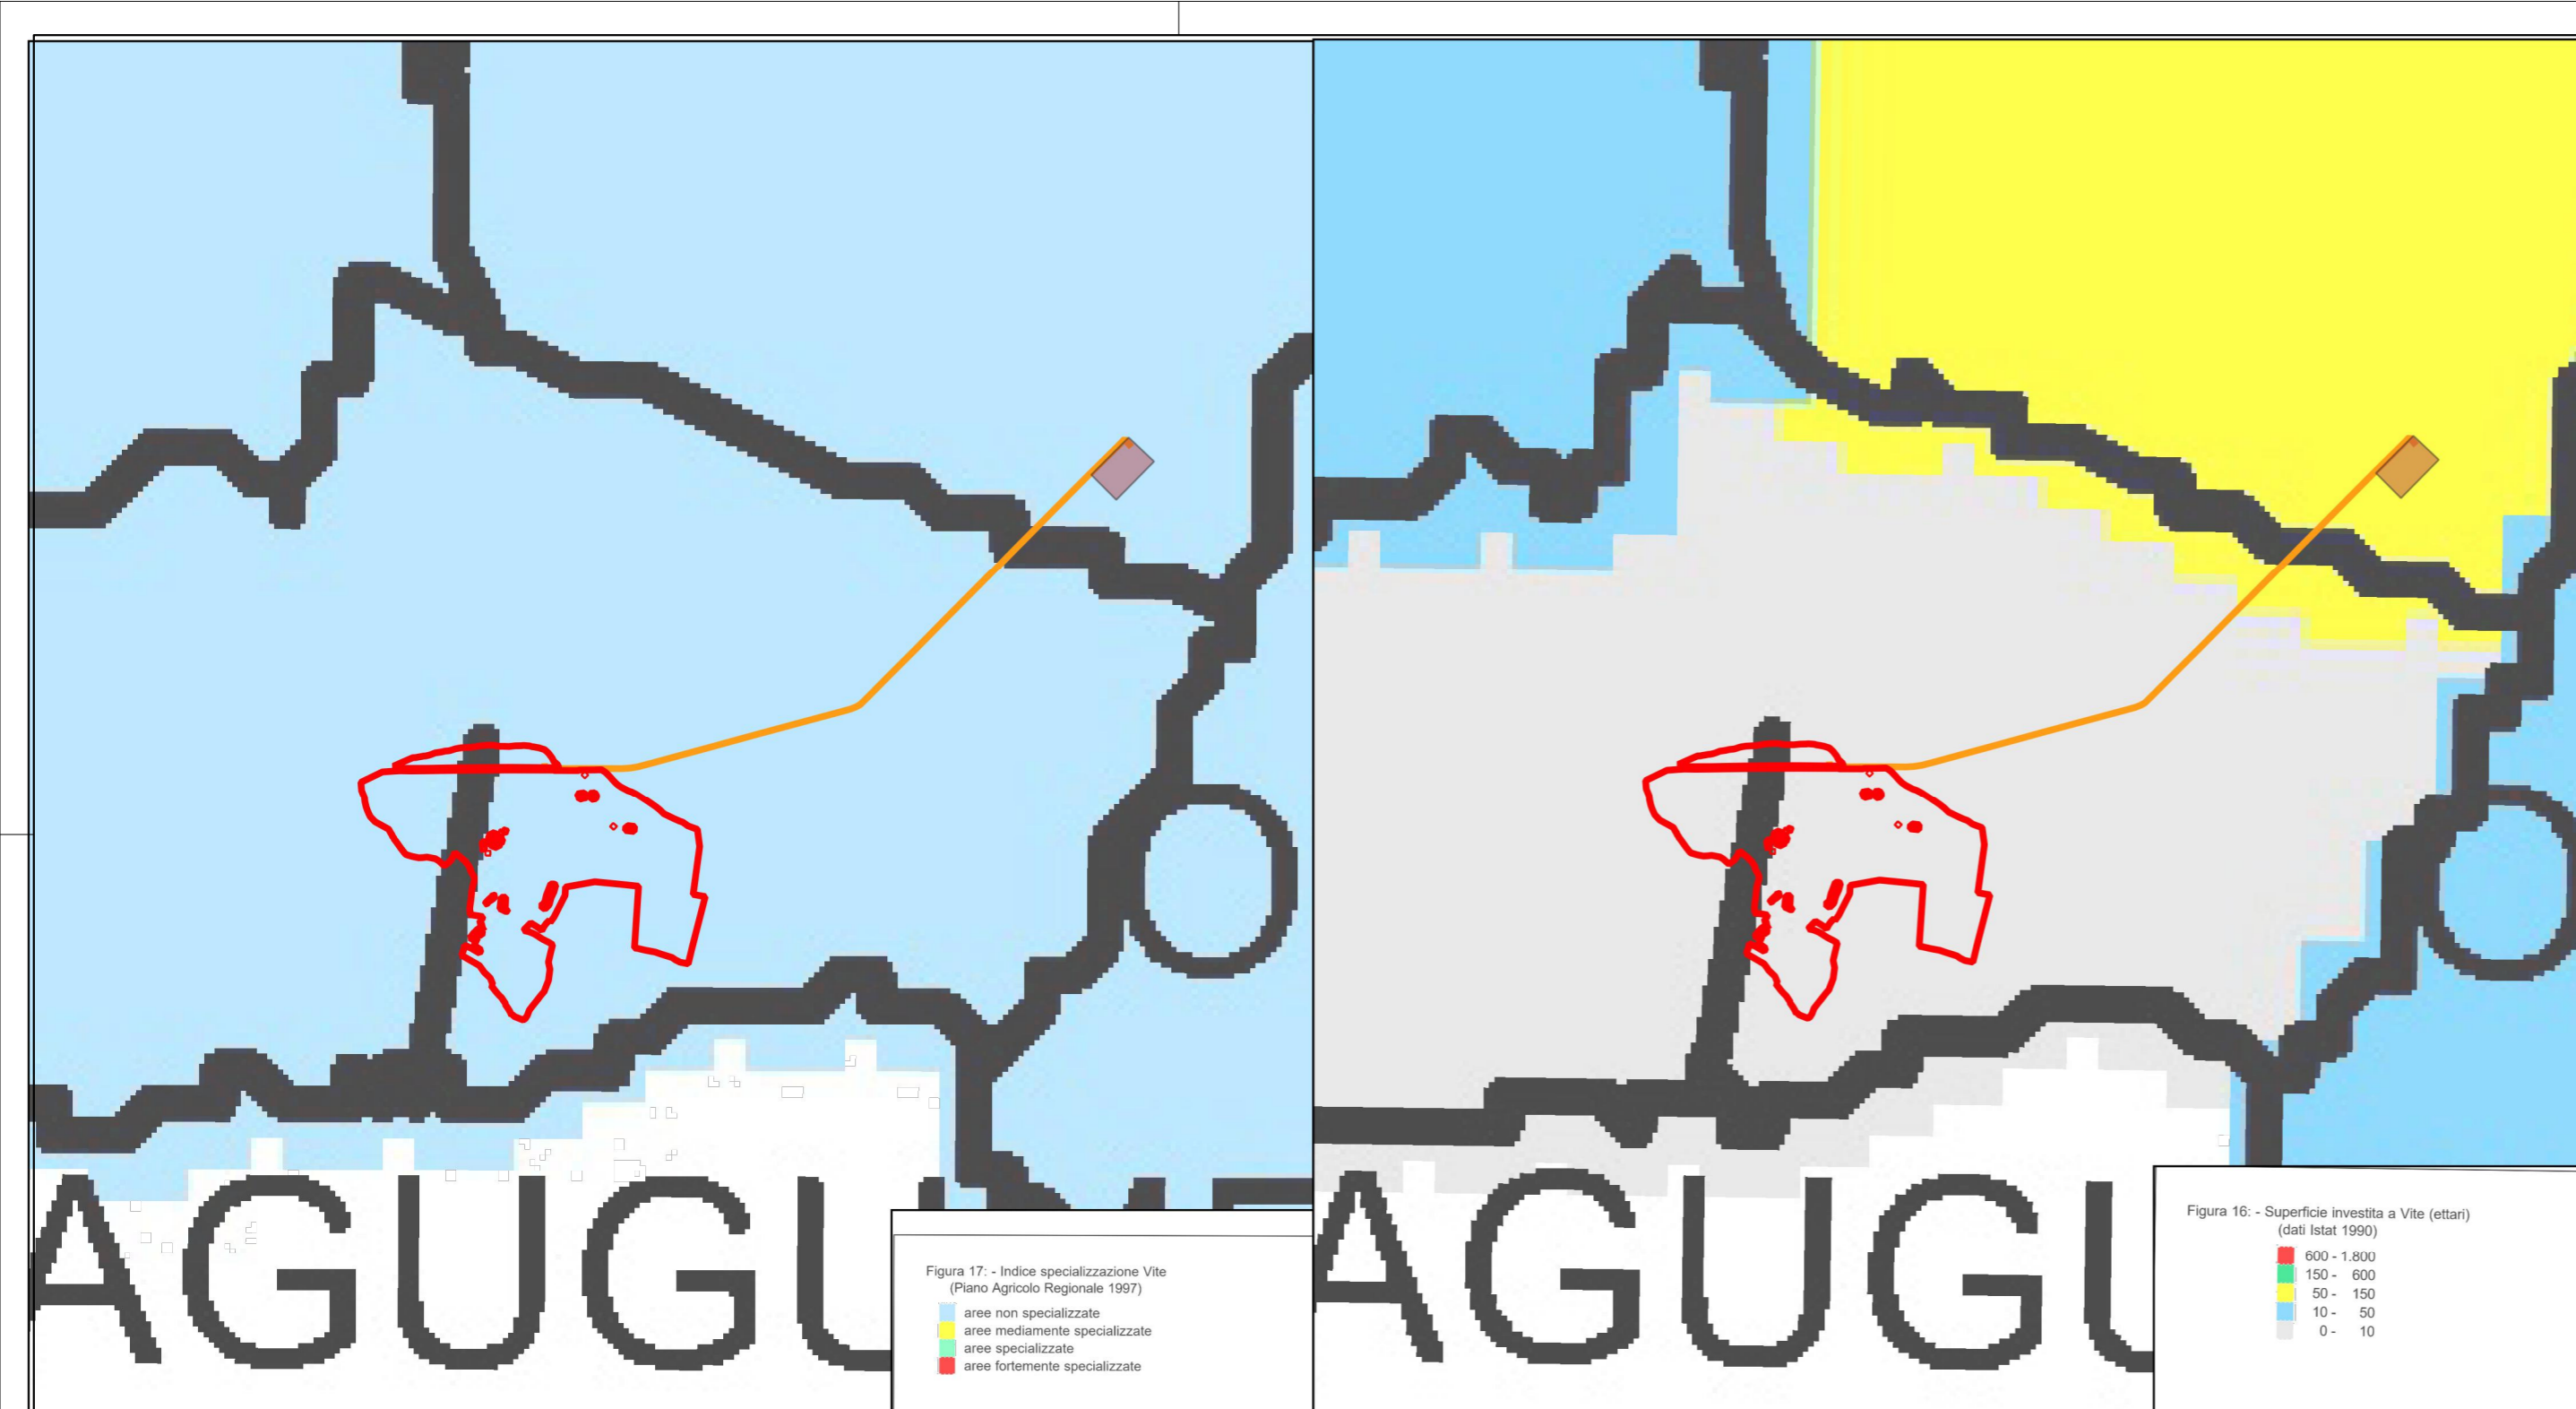 AGUGU
Figura 17: - Indice specializzazione Vite
(Piano Agricolo Regionale 1997)
aree non specializzate
aree mediamente specializzate
aree specializzate
aree fortemente specializzate
O
AGUGU
Figura 16: - Superficie investita a Vite (ettari)
(dati Istat 1990)
600 - 1.800
150 - 600
50 - 150
10 - 50
0 - 10
O